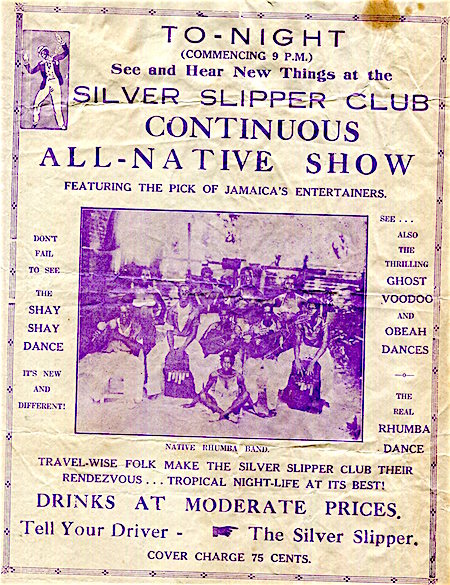 TO-NIGHT
(COMMENCING 9 P.M.)
See and Hear New Things at the
SILVER SLIPPER CLUB
CONTINUOUS
ALL-NATIVE SHOW
FEATURING THE PICK OF JAMAICA'S ENTERTAINERS.
DON'T
FAIL
TO SEE
THE
SHAY
SHAY
DANCE
IT'S NEW
AND
DIFFERENT!
SEE . . .
ALSO
THE
THRILLING
GHOST
VOODOO
AND
OBEAH
DANCES
THE
REAL
RHUMBA
DANCE
NATIVE RHUMBA BAND.
TRAVEL-WISE FOLK MAKE THE SILVER SLIPPER CLUB THEIR
RENDEZVOUS . . . TROPICAL NIGHT-LIFE AT ITS BEST!
DRINKS AT MODERATE PRICES.
Tell Your Driver - The Silver Slipper.
COVER CHARGE 75 CENTS.